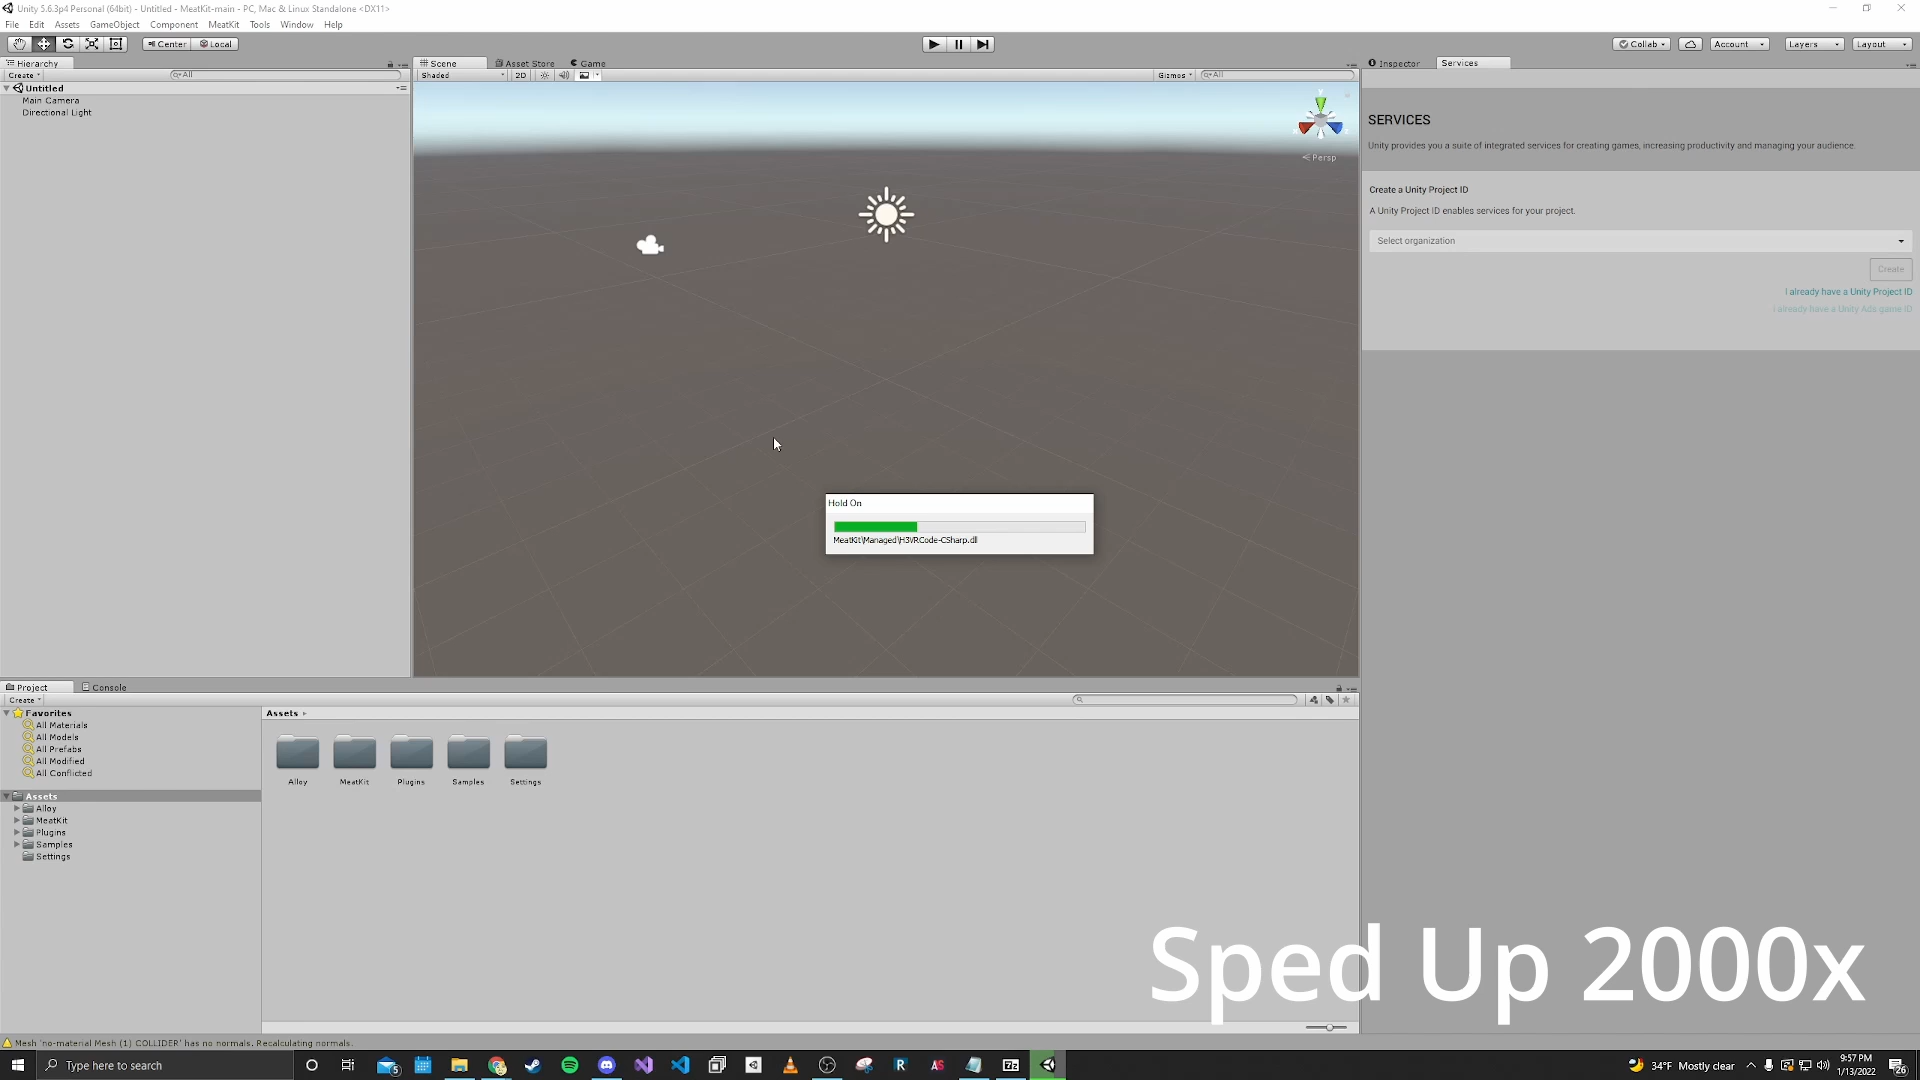 Unity 5.6.3p4 Personal (64bit) - Untitled - MeatKit-main - PC, Mac & Linux Standalone <DX11>
File Edit Assets GameObject Component MeatKit Tools Window Help
Center Local
Collab Account Layers Layout
Hierarchy
Create All
Untitled
Main Camera
Directional Light
Scene Asset Store Game
Shaded 2D Gizmos All
y
Persp
Inspector Services
SERVICES
Unity provides you a suite of integrated services for creating games, increasing productivity and managing your audience.
Create a Unity Project ID
A Unity Project ID enables services for your project.
Select organization
Create
I already have a Unity Project ID
I already have a Unity Ads game ID
Hold On
MeatKit\Managed\H3VRCode-CSharp.dll
Project Console
Create
Favorites
All Materials
All Models
All Prefabs
All Modified
All Conflicted
Assets
Alloy
MeatKit
Plugins
Samples
Settings
Assets
Alloy MeatKit Plugins Samples Settings
Sped Up 2000x
Mesh 'no-material Mesh (1) COLLIDER' has no normals. Recalculating normals.
Type here to search
34°F Mostly clear
9:57 PM
1/13/2022